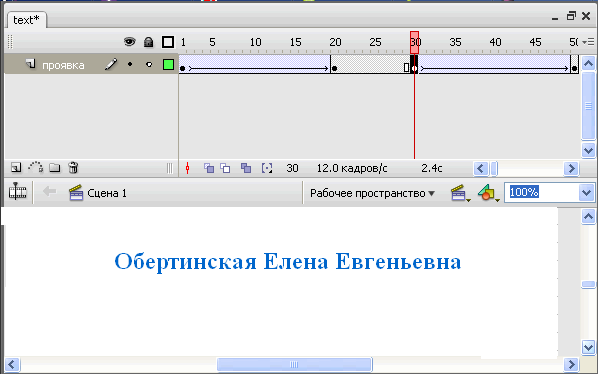 text*
1 5 10 15 20 25 30 35 40 45 50
проявка
30 12.0 кадров/с 2.4с
Сцена 1 Рабочее пространство 100%
Обертинская Елена Евгеньевна